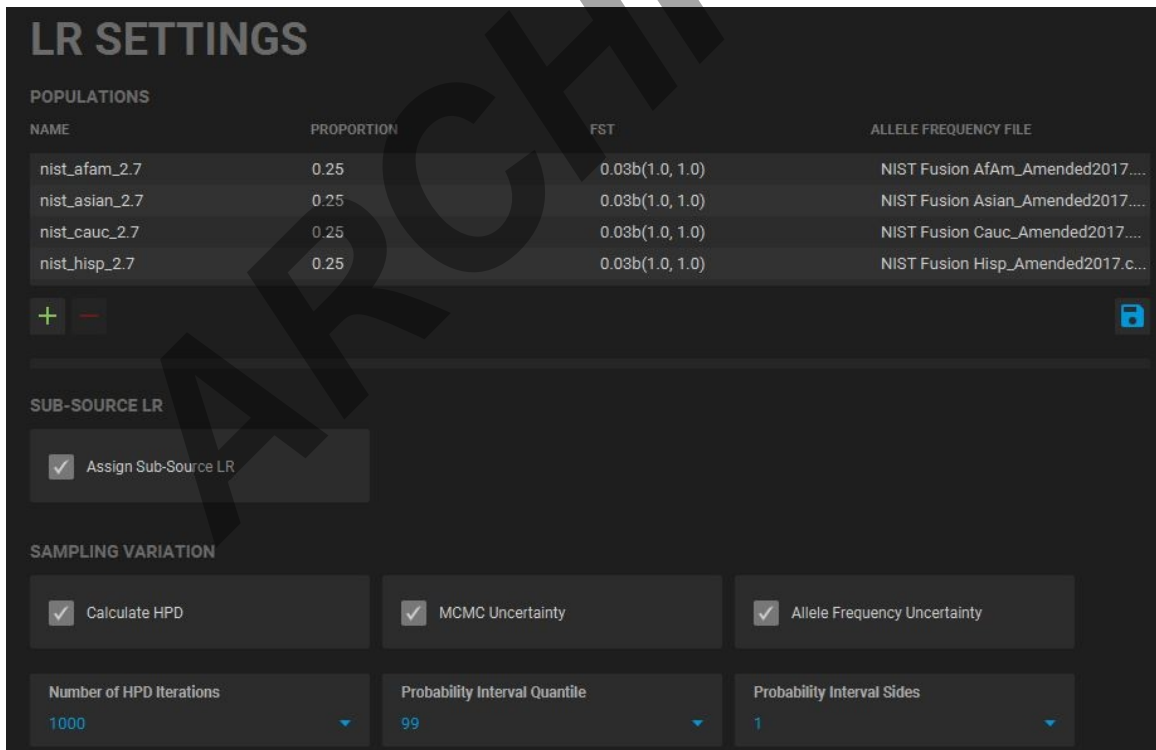 LR SETTINGS
POPULATIONS
NAME PROPORTION FST ALLELE FREQUENCY FILE
nist_afam_2.7 0.25 0.03b(1.0, 1.0) NIST Fusion AfAm_Amended2017....
nist_asian_2.7 0.25 0.03b(1.0, 1.0) NIST Fusion Asian_Amended2017....
nist_cauc_2.7 0.25 0.03b(1.0, 1.0) NIST Fusion Cauc_Amended2017....
nist_hisp_2.7 0.25 0.03b(1.0, 1.0) NIST Fusion Hisp_Amended2017.c...
SUB-SOURCE LR
Assign Sub-Source LR
SAMPLING VARIATION
Calculate HPD MCMC Uncertainty Allele Frequency Uncertainty
Number of HPD Iterations Probability Interval Quantile Probability Interval Sides
1000 99 1